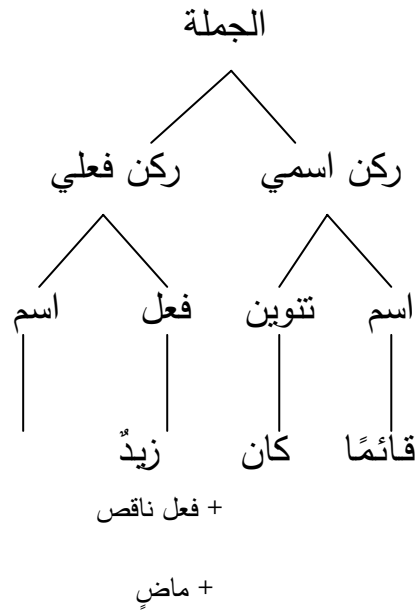 الجملة
ركن اسمي ركن فعلي
اسم تنوين فعل اسم
قائمًا كان زيدٌ
+ فعل ناقص
+ ماضٍ